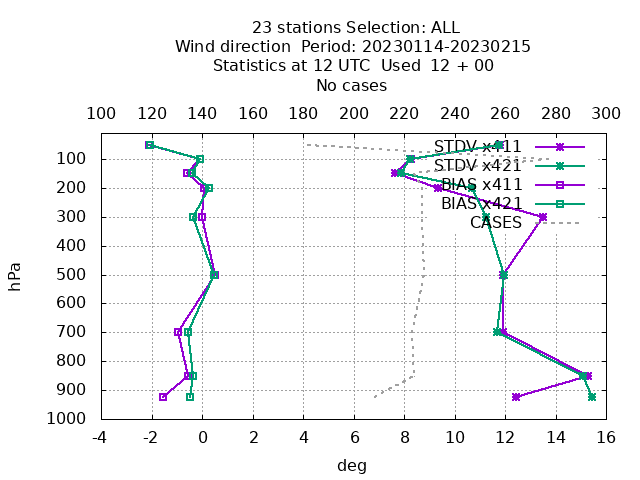 23 stations Selection: ALL
Wind direction  Period: 20230114-20230215
Statistics at 12 UTC  Used  12 + 00
No cases
100 120 140 160 180 200 220 240 260 280 300
STDV x411
STDV x421
BIAS x411
BIAS x421
CASES
100
200
300
400
500
600
700
800
900
1000
hPa
-4 -2 0 2 4 6 8 10 12 14 16
deg